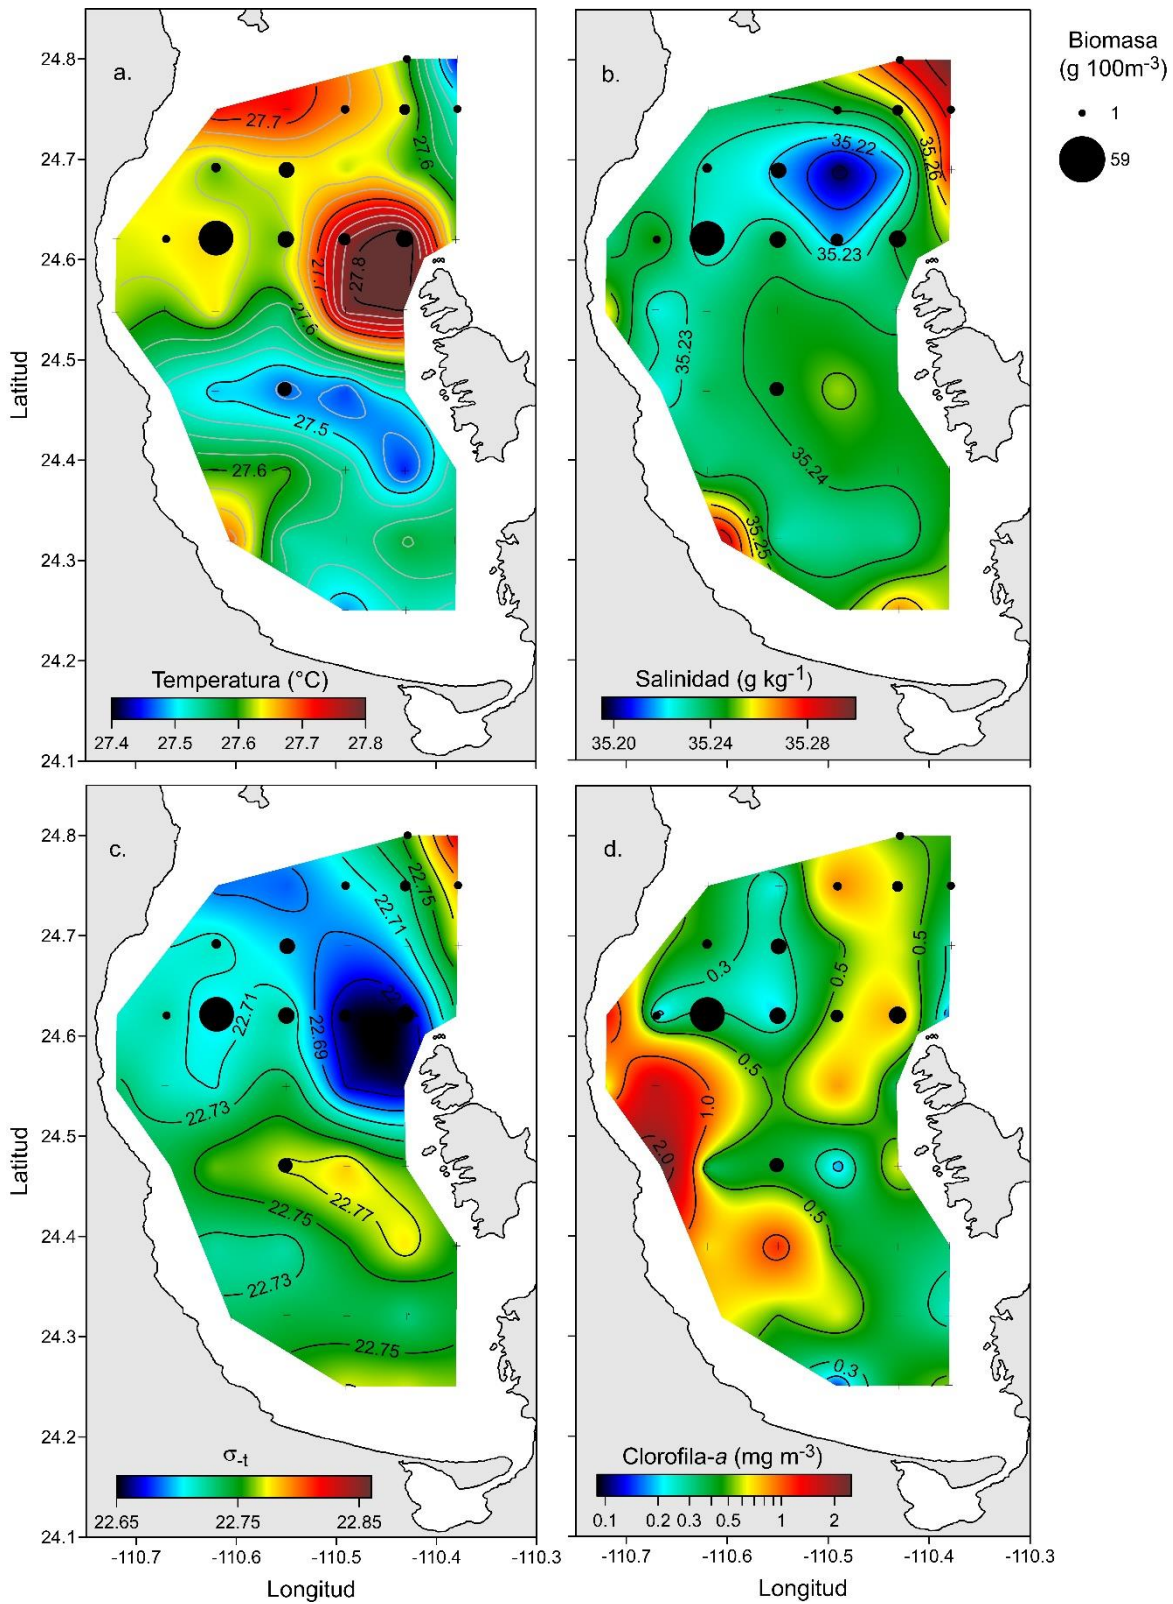 a.
24.8
24.7
24.6
24.5
24.4
24.3
24.2
24.1
Latitud
27.7
27.6
27.7
27.8
27.6
27.5
27.6
Temperatura (°C)
27.4 27.5 27.6 27.7 27.8
b.
35.22
35.26
35.23
35.23
35.24
35.25
Salinidad (g kg⁻¹)
35.20 35.24 35.28
Biomasa
(g 100m⁻³)
1
59
c.
24.8
24.7
24.6
24.5
24.4
24.3
24.2
24.1
Latitud
22.75
22.71
22.71
22.69
22.73
22.77
22.75
22.73
22.75
σ-t
22.65 22.75 22.85
-110.7 -110.6 -110.5 -110.4 -110.3
Longitud
d.
0.3
0.5
0.5
0.5
1.0
2.0
0.5
0.3
Clorofila-a (mg m⁻³)
0.1 0.2 0.3 0.5 1 2
-110.7 -110.6 -110.5 -110.4 -110.3
Longitud